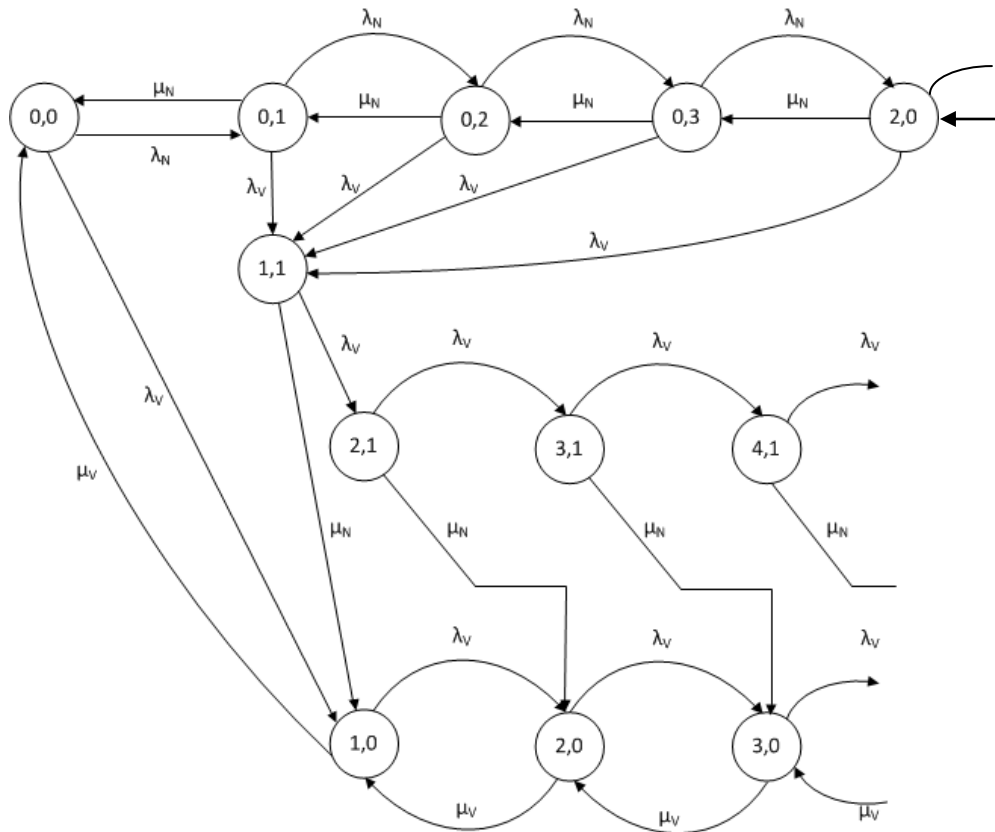 λN λN λN
μN μN μN μN
0,0 0,1 0,2 0,3 2,0
λN
λV λV λV
λV
1,1
λV λV λV λV
2,1 3,1 4,1
λV
μV
μN μN μN μN
λV λV λV
1,0 2,0 3,0
μV μV μV